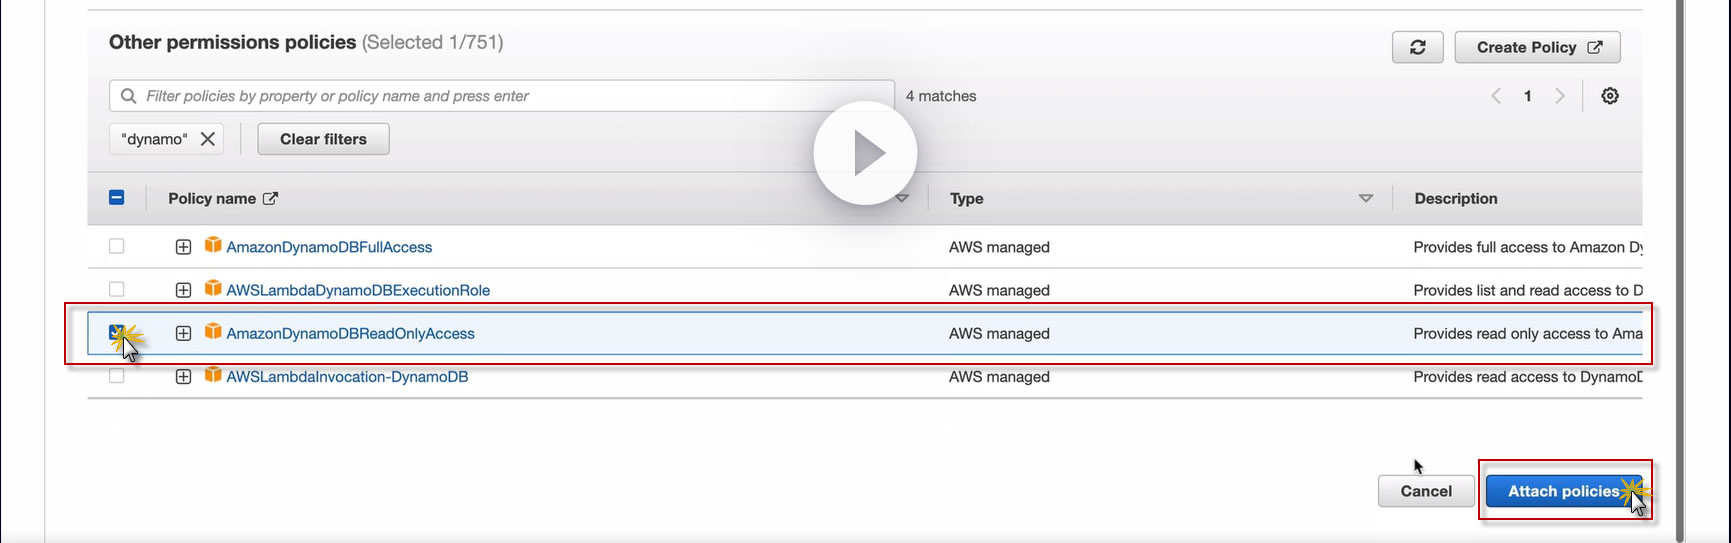 Other permissions policies (Selected 1/751)
Create Policy
Filter policies by property or policy name and press enter
4 matches
1
"dynamo"
Clear filters
Policy name
Type
Description
AmazonDynamoDBFullAccess
AWS managed
Provides full access to Amazon Dy
AWSLambdaDynamoDBExecutionRole
AWS managed
Provides list and read access to D
AmazonDynamoDBReadOnlyAccess
AWS managed
Provides read only access to Ama
AWSLambdaInvocation-DynamoDB
AWS managed
Provides read access to DynamoD
Cancel
Attach policies